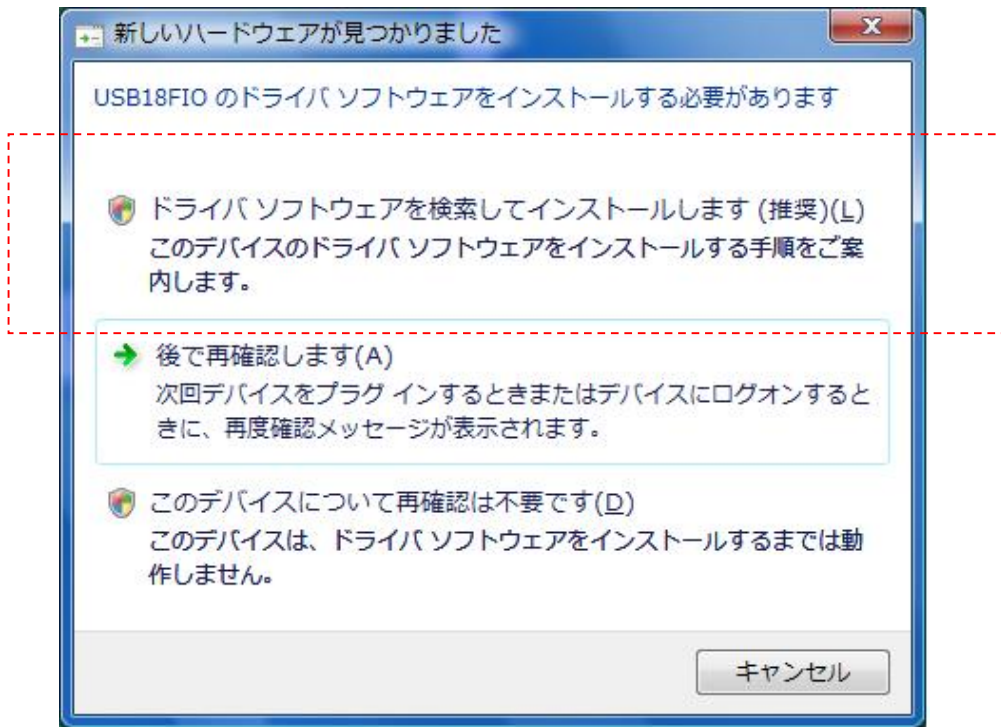 新しいハードウェアが見つかりました
USB18FIO のドライバ ソフトウェアをインストールする必要があります
ドライバ ソフトウェアを検索してインストールします (推奨)(L)
このデバイスのドライバ ソフトウェアをインストールする手順をご案
内します。
後で再確認します(A)
次回デバイスをプラグ インするときまたはデバイスにログオンすると
きに、再度確認メッセージが表示されます。
このデバイスについて再確認は不要です(D)
このデバイスは、ドライバ ソフトウェアをインストールするまでは動
作しません。
キャンセル